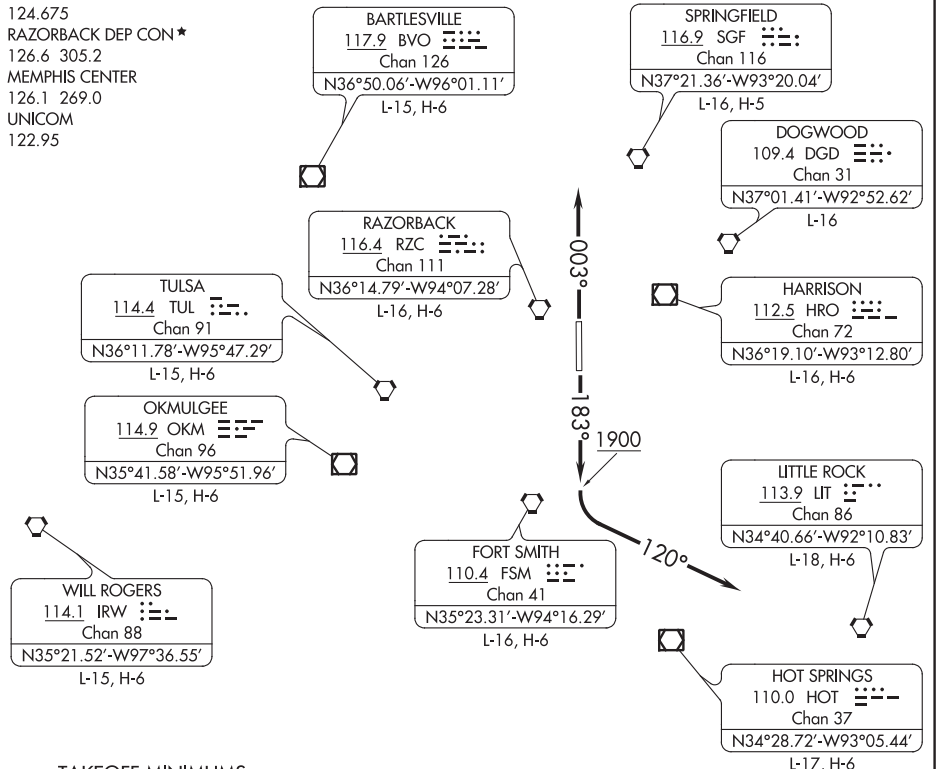 124.675
RAZORBACK DEP CON ★
126.6 305.2
MEMPHIS CENTER
126.1 269.0
UNICOM
122.95
BARTLESVILLE
117.9 BVO
Chan 126
N36°50.06′-W96°01.11′
L-15, H-6
SPRINGFIELD
116.9 SGF
Chan 116
N37°21.36′-W93°20.04′
L-16, H-5
DOGWOOD
109.4 DGD
Chan 31
N37°01.41′-W92°52.62′
L-16
RAZORBACK
116.4 RZC
Chan 111
N36°14.79′-W94°07.28′
L-16, H-6
003°
TULSA
114.4 TUL
Chan 91
N36°11.78′-W95°47.29′
L-15, H-6
HARRISON
112.5 HRO
Chan 72
N36°19.10′-W93°12.80′
L-16, H-6
183°
1900
OKMULGEE
114.9 OKM
Chan 96
N35°41.58′-W95°51.96′
L-15, H-6
120°
LITTLE ROCK
113.9 LIT
Chan 86
N34°40.66′-W92°10.83′
L-18, H-6
FORT SMITH
110.4 FSM
Chan 41
N35°23.31′-W94°16.29′
L-16, H-6
WILL ROGERS
114.1 IRW
Chan 88
N35°21.52′-W97°36.55′
L-15, H-6
HOT SPRINGS
110.0 HOT
Chan 37
N34°28.72′-W93°05.44′
L-17, H-6
TAKEOFF MINIMUMS